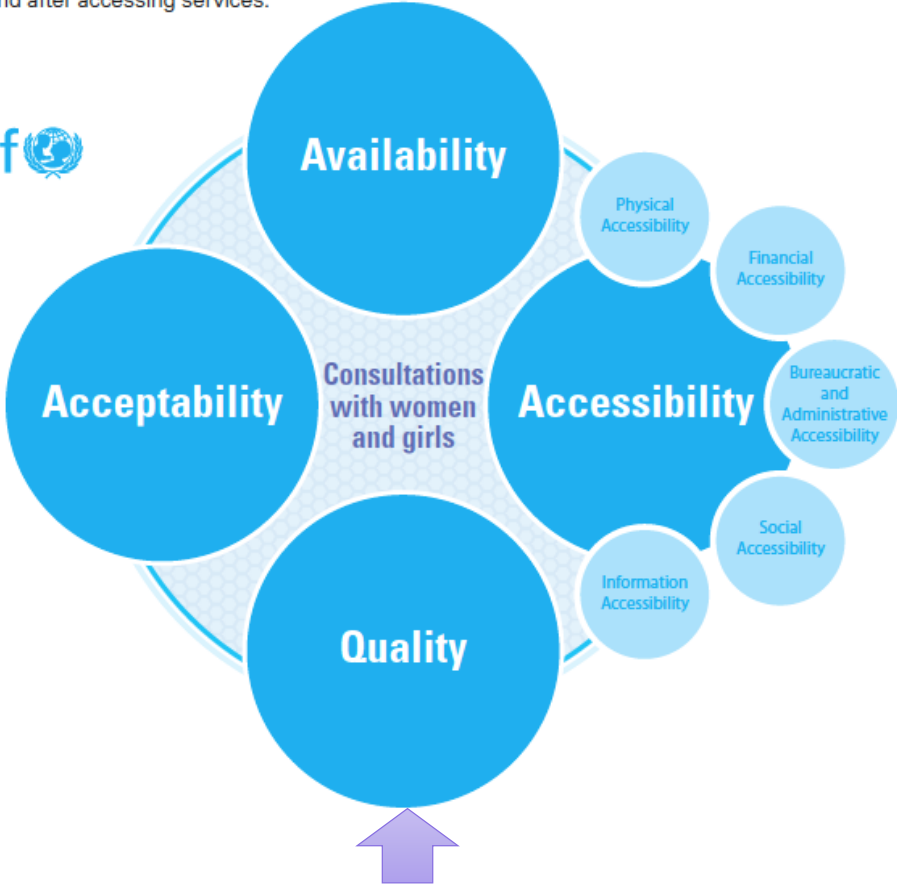 after accessing services.
f
Availability
Physical
Accessibility
Financial
Accessibility
Acceptability
Consultations
with women
and girls
Accessibility
Bureaucratic
and
Administrative
Accessibility
Social
Accessibility
Information
Accessibility
Quality